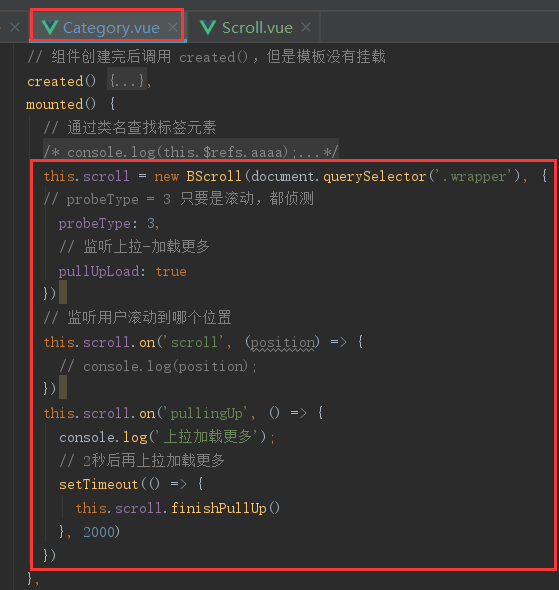 Category.vue
Scroll.vue
// 组件创建完后调用 created(),但是模板没有挂载
created() {...},
mounted() {
// 通过类名查找标签元素
/* console.log(this.$refs.aaaa);...*/
this.scroll = new BScroll(document.querySelector('.wrapper'), {
// probeType = 3 只要是滚动,都侦测
probeType: 3,
// 监听上拉-加载更多
pullUpLoad: true
})
// 监听用户滚动到哪个位置
this.scroll.on('scroll', (position) => {
// console.log(position);
})
this.scroll.on('pullingUp', () => {
console.log('上拉加载更多');
// 2秒后再上拉加载更多
setTimeout(() => {
this.scroll.finishPullUp()
}, 2000)
})
},